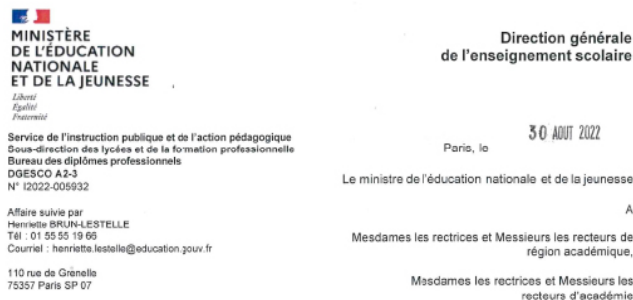 MINISTÈRE
DE L'ÉDUCATION
NATIONALE
ET DE LA JEUNESSE
Liberté
Égalité
Fraternité
Direction générale
de l'enseignement scolaire
Service de l'instruction publique et de l'action pédagogique
Sous-direction des lycées et de la formation professionnelle
Bureau des diplômes professionnels
DGESCO A2-3
N° I2022-005932
Affaire suivie par
Henriette BRUN-LESTELLE
Tél : 01 55 55 19 66
Courriel : henriette.lestelle@education.gouv.fr
110 rue de Grenelle
75357 Paris SP 07
Paris, le 30 AOUT 2022
Le ministre de l'éducation nationale et de la jeunesse
A
Mesdames les rectrices et Messieurs les recteurs de
région académique,
Mesdames les rectrices et Messieurs les
recteurs d'académie